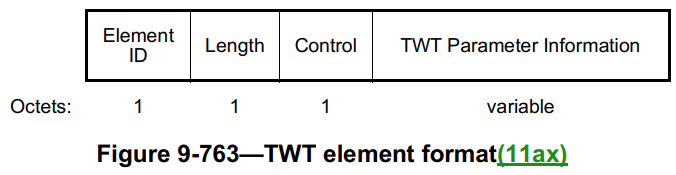 Element ID Length Control TWT Parameter Information
Octets: 1 1 1 variable
Figure 9-763—TWT element format(11ax)